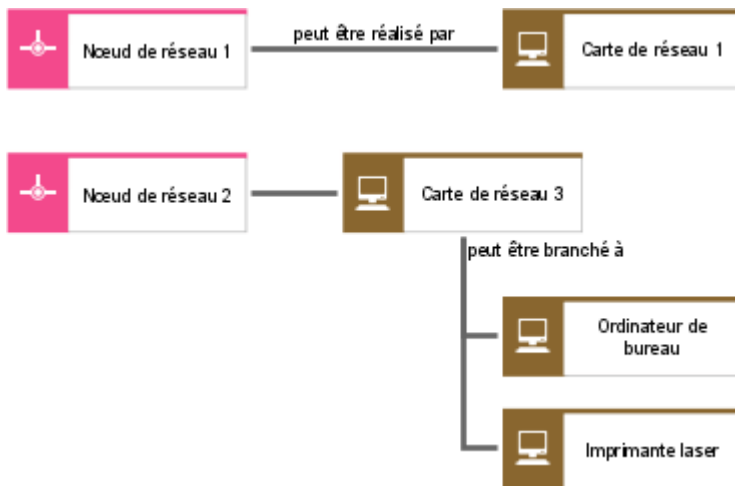 Nœud de réseau 1
peut être réalisé par
Carte de réseau 1
Nœud de réseau 2
Carte de réseau 3
peut être branché à
Ordinateur de
bureau
Imprimante laser